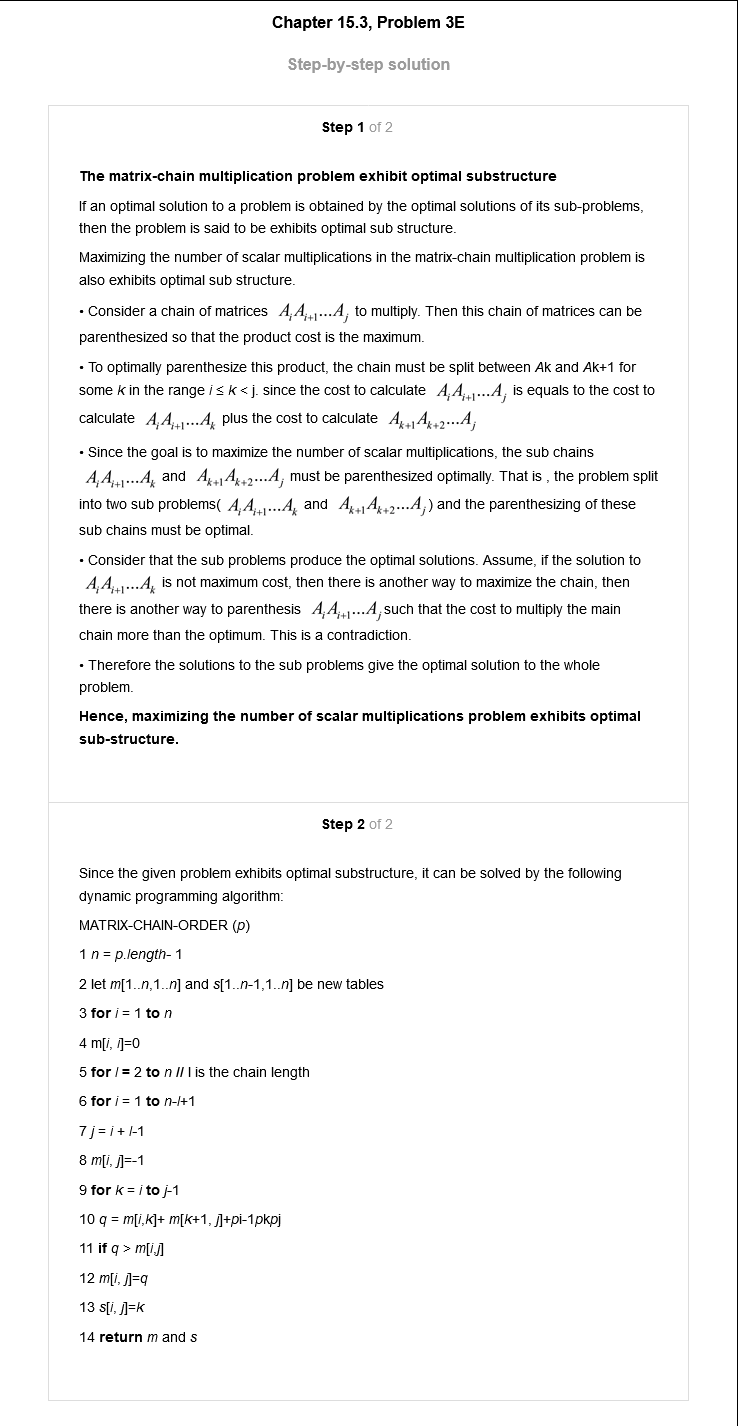 Chapter 15.3, Problem 3E
Step-by-step solution
Step 1 of 2
The matrix-chain multiplication problem exhibit optimal substructure
If an optimal solution to a problem is obtained by the optimal solutions of its sub-problems,
then the problem is said to be exhibits optimal sub structure.
Maximizing the number of scalar multiplications in the matrix-chain multiplication problem is
also exhibits optimal sub structure.
• Consider a chain of matrices A_i A_{i+1}...A_j to multiply. Then this chain of matrices can be
parenthesized so that the product cost is the maximum.
• To optimally parenthesize this product, the chain must be split between Ak and Ak+1 for
some k in the range i ≤ k < j. since the cost to calculate A_i A_{i+1}...A_j is equals to the cost to
calculate A_i A_{i+1}...A_k plus the cost to calculate A_{k+1} A_{k+2}...A_j
• Since the goal is to maximize the number of scalar multiplications, the sub chains
A_i A_{i+1}...A_k and A_{k+1} A_{k+2}...A_j must be parenthesized optimally. That is , the problem split
into two sub problems( A_i A_{i+1}...A_k and A_{k+1} A_{k+2}...A_j ) and the parenthesizing of these
sub chains must be optimal.
• Consider that the sub problems produce the optimal solutions. Assume, if the solution to
A_i A_{i+1}...A_k is not maximum cost, then there is another way to maximize the chain, then
there is another way to parenthesis A_i A_{i+1}...A_j such that the cost to multiply the main
chain more than the optimum. This is a contradiction.
• Therefore the solutions to the sub problems give the optimal solution to the whole
problem.
Hence, maximizing the number of scalar multiplications problem exhibits optimal
sub-structure.
Step 2 of 2
Since the given problem exhibits optimal substructure, it can be solved by the following
dynamic programming algorithm:
MATRIX-CHAIN-ORDER (p)
1 n = p.length- 1
2 let m[1..n,1..n] and s[1..n-1,1..n] be new tables
3 for i = 1 to n
4 m[i, i]=0
5 for l = 2 to n // l is the chain length
6 for i = 1 to n-l+1
7 j = i + l-1
8 m[i, j]=-1
9 for k = i to j-1
10 q = m[i,k]+ m[k+1, j]+pi-1pkpj
11 if q > m[i,j]
12 m[i, j]=q
13 s[i, j]=k
14 return m and s